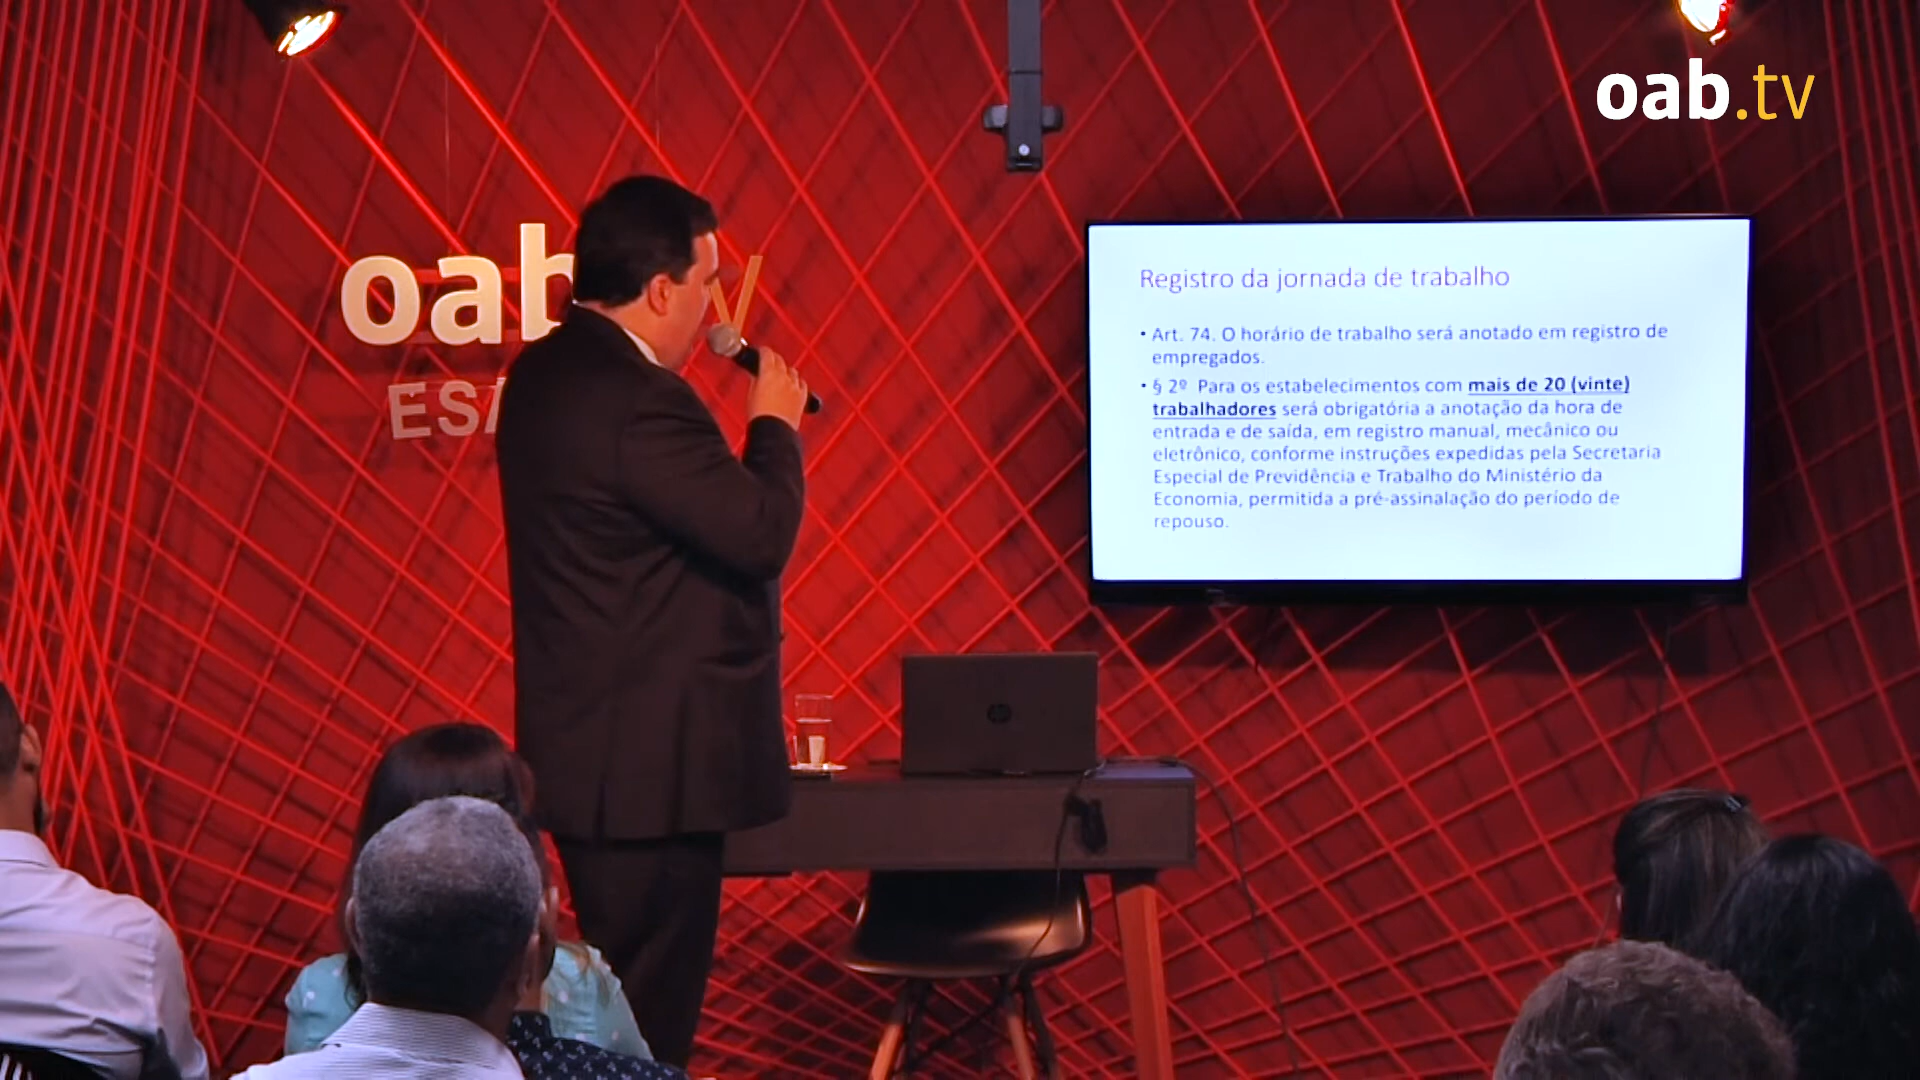 oab.tv
oab
v
ESA
Registro da jornada de trabalho
• Art. 74. O horário de trabalho será anotado em registro de
empregados.
• § 2º Para os estabelecimentos com mais de 20 (vinte)
trabalhadores será obrigatória a anotação da hora de
entrada e de saída, em registro manual, mecânico ou
eletrônico, conforme instruções expedidas pela Secretaria
Especial de Previdência e Trabalho do Ministério da
Economia, permitida a pré-assinalação do período de
repouso.
hp